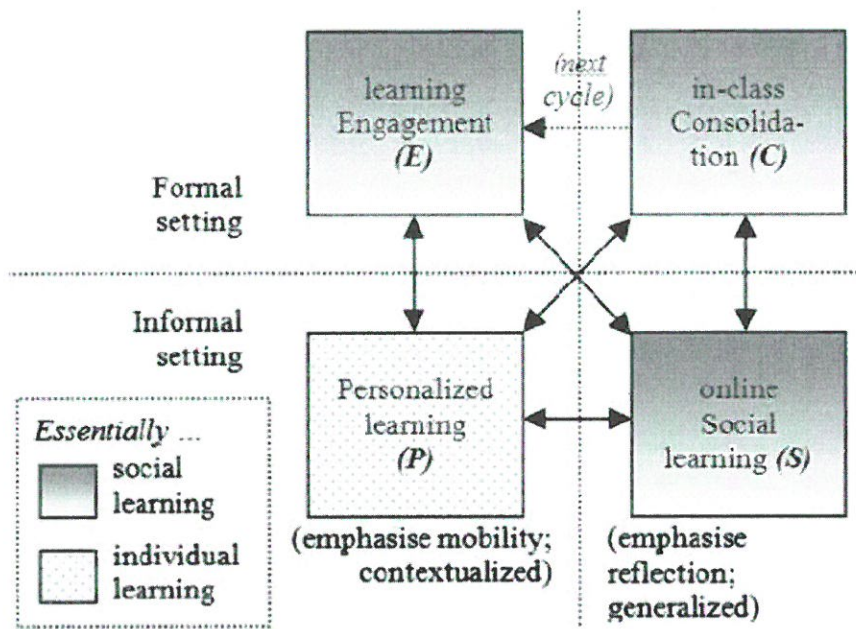 learning
Engagement
(E)
(next
cycle)
in-class
Consolida-
tion (C)
Formal
setting
Informal
setting
Personalized
learning
(P)
online
Social
learning (S)
Essentially ...
social
learning
individual
learning
(emphasise mobility;
contextualized)
(emphasise
reflection;
generalized)